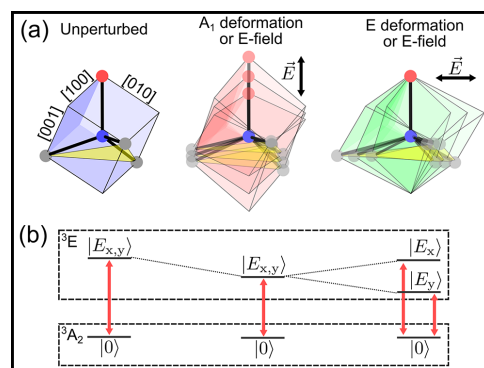 (a)
Unperturbed
A₁ deformation
or E-field
E deformation
or E-field
[001]
[100]
[010]
E⃗
E⃗
(b)
³E
|Eₓ,ᵧ⟩
|Eₓ,ᵧ⟩
|Eₓ⟩
|Eᵧ⟩
³A₂
|0⟩
|0⟩
|0⟩